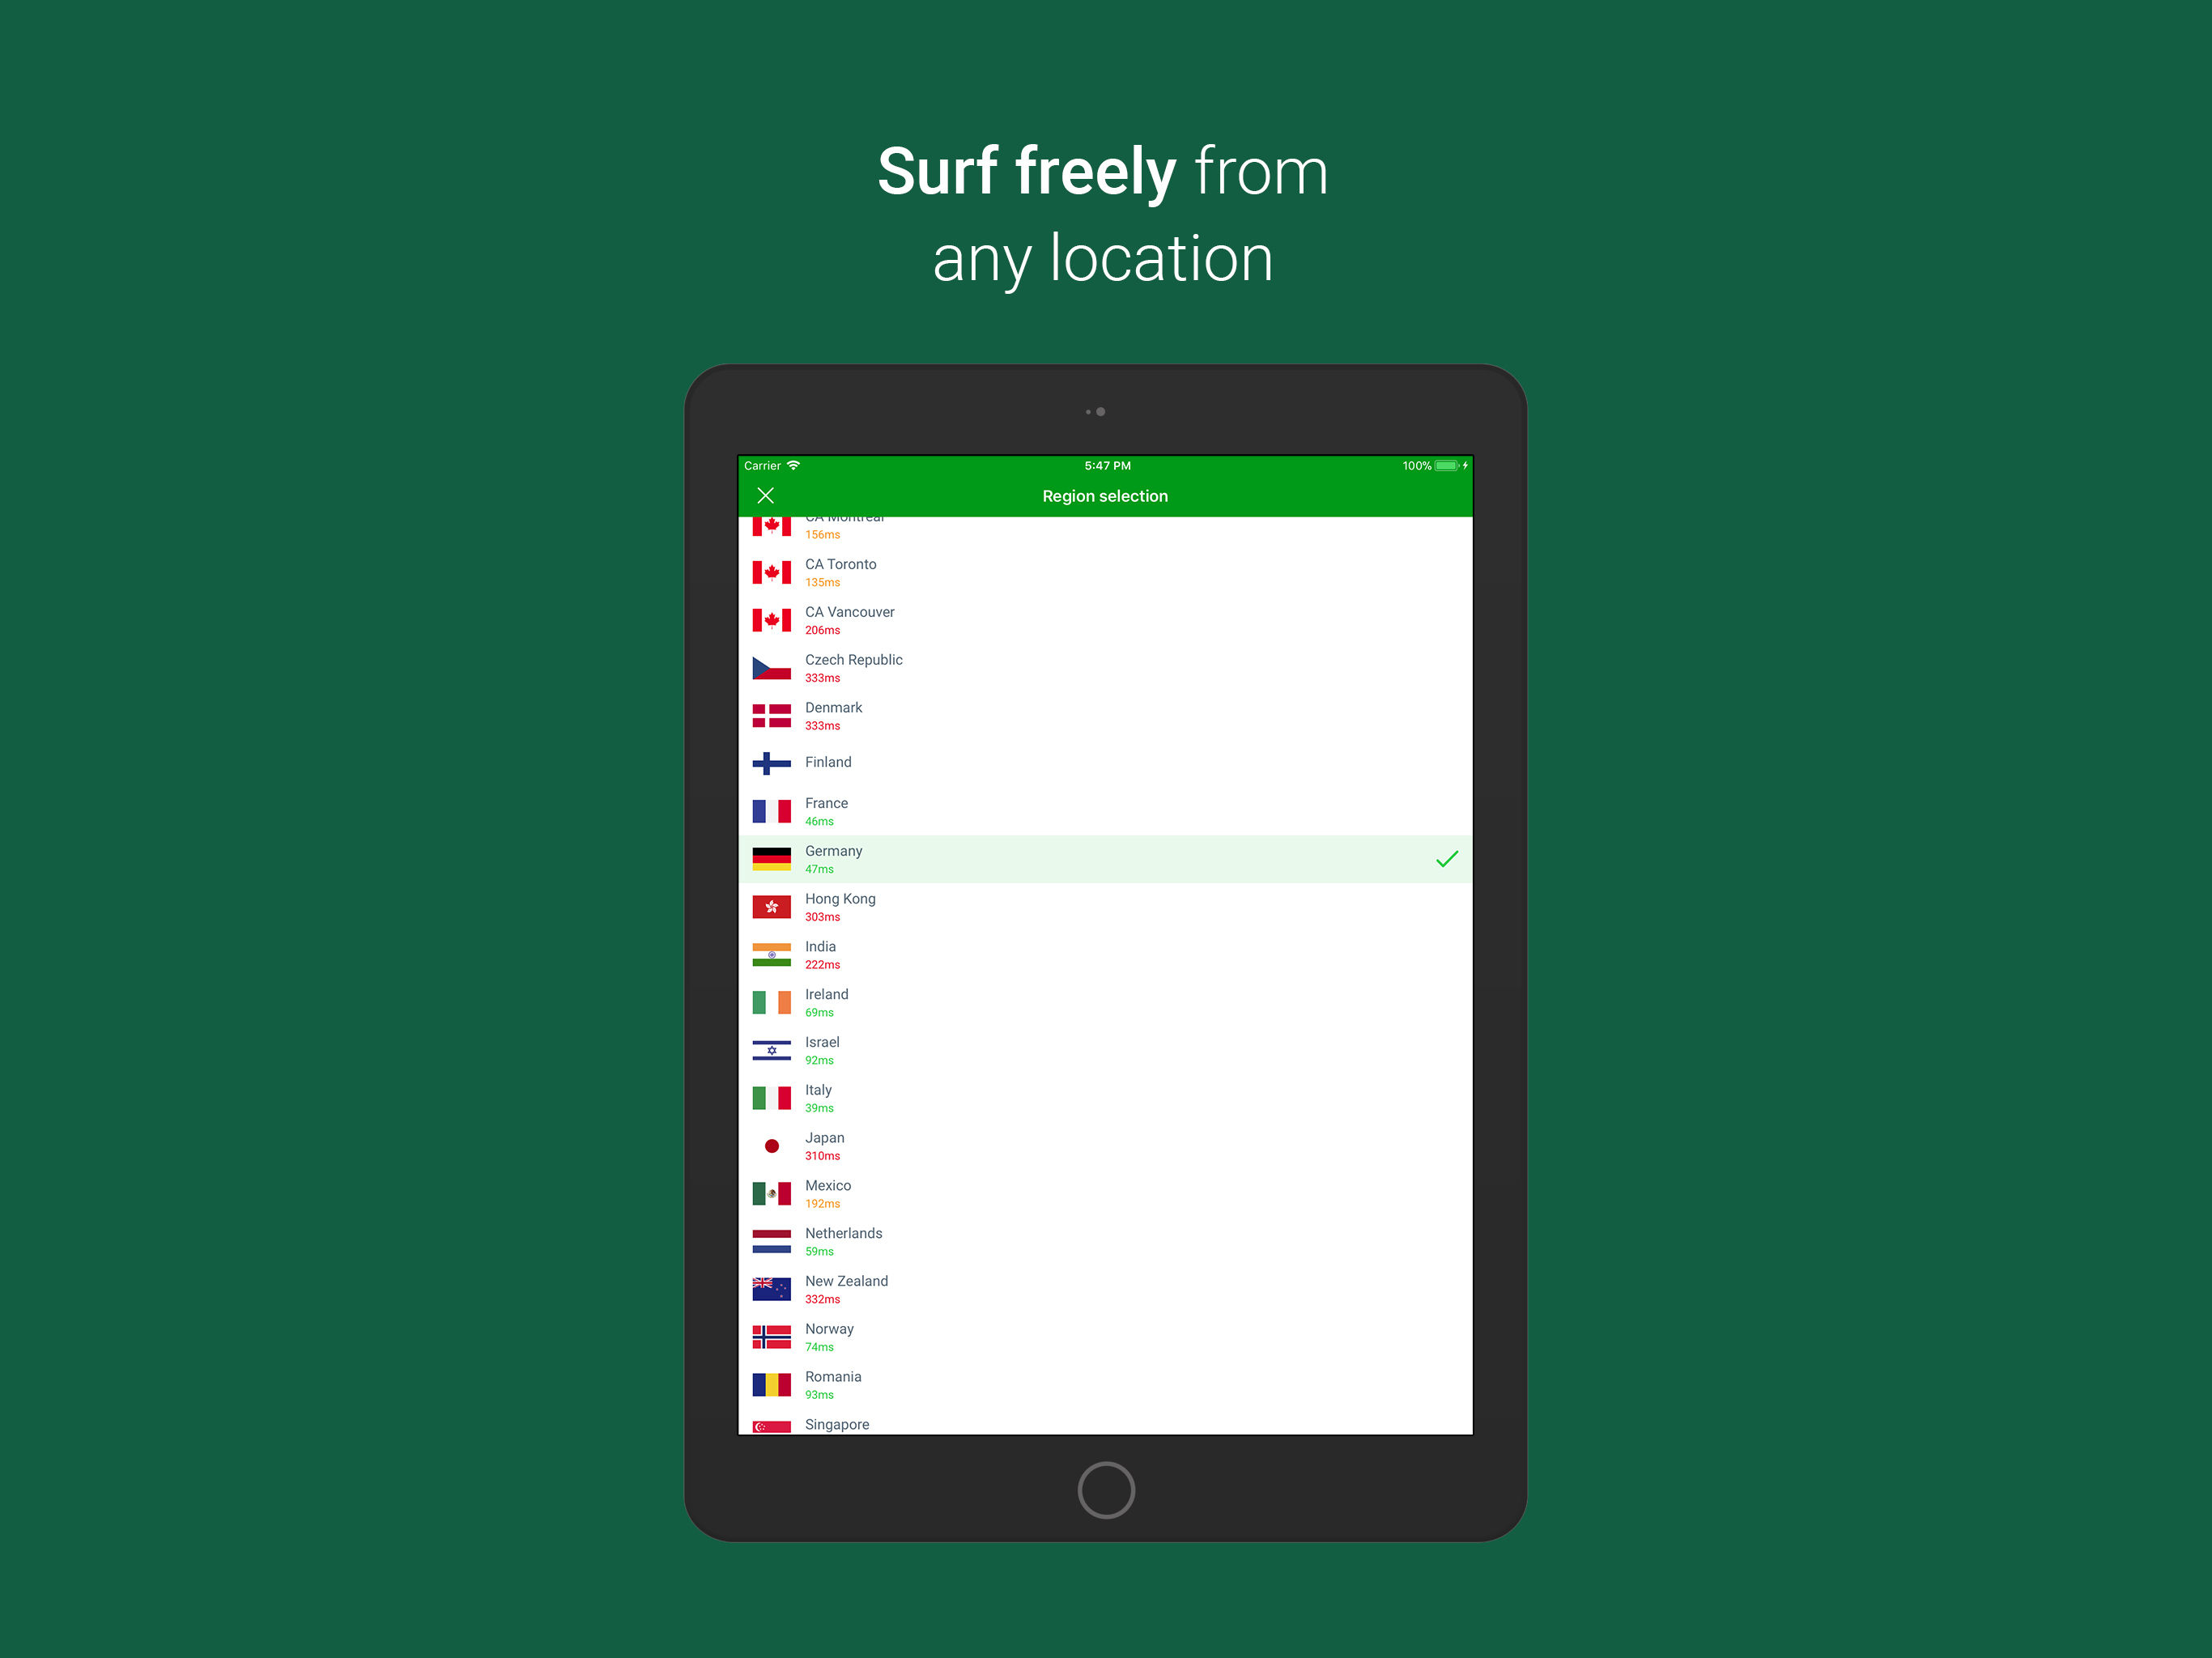 Surf freely from
any location
Carrier 5:47 PM 100%
Region selection
CA Montreal
156ms
CA Toronto
135ms
CA Vancouver
206ms
Czech Republic
333ms
Denmark
333ms
Finland
France
46ms
Germany
47ms
Hong Kong
303ms
India
222ms
Ireland
69ms
Israel
92ms
Italy
39ms
Japan
310ms
Mexico
192ms
Netherlands
59ms
New Zealand
332ms
Norway
74ms
Romania
93ms
Singapore